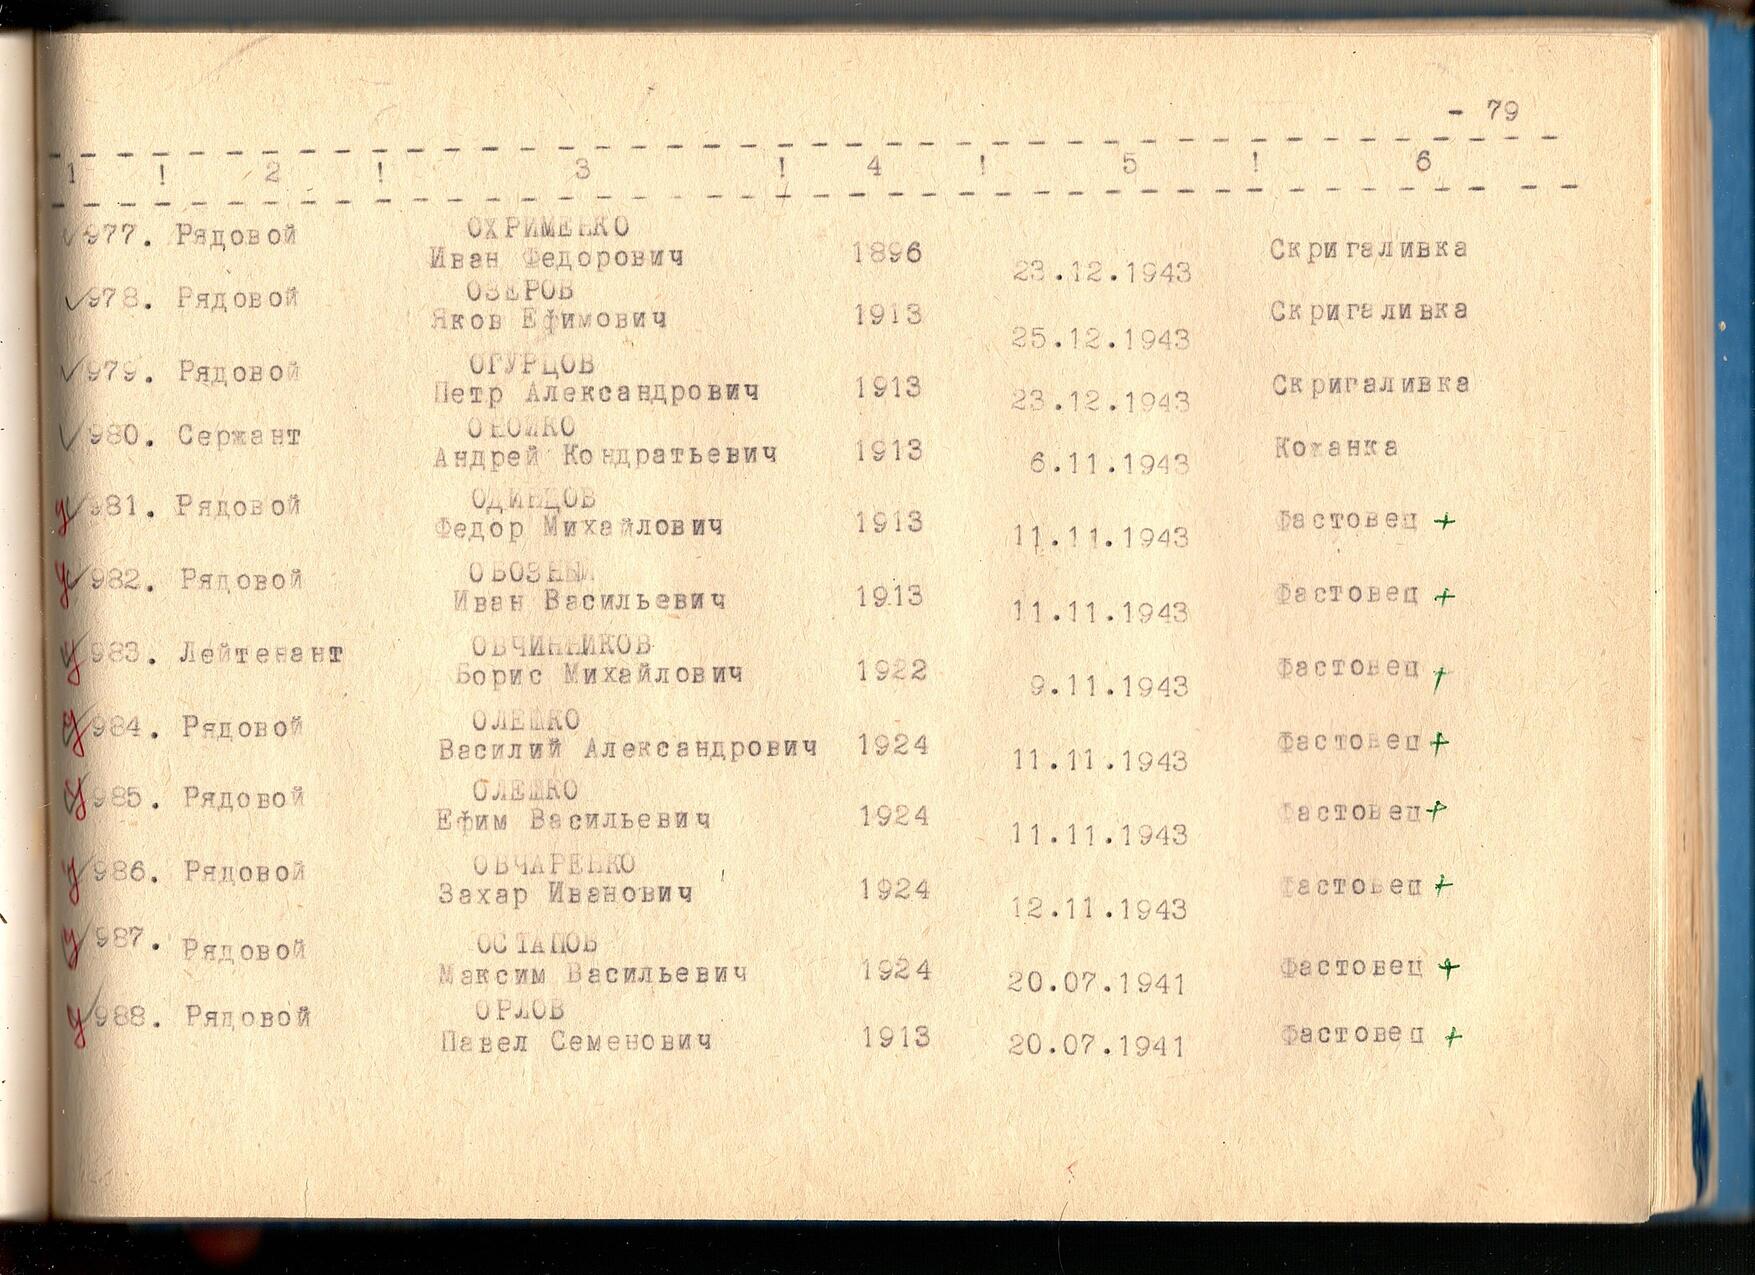 - 79
1 ! 2 ! 3 ! 4 ! 5 ! 6
977. Рядовой ОХРИМЕНКО
Иван Федорович 1896 23.12.1943 Скригаливка
978. Рядовой ОЗЕРОВ
Яков Ефимович 1913 25.12.1943 Скригаливка
979. Рядовой ОГУРЦОВ
Петр Александрович 1913 23.12.1943 Скригаливка
980. Сержант ОНОЙКО
Андрей Кондратьевич 1913 6.11.1943 Кожанка
981. Рядовой ОДИНЦОВ
Федор Михайлович 1913 11.11.1943 Фастовец +
982. Рядовой ОБОЗНЫЙ
Иван Васильевич 1913 11.11.1943 Фастовец +
983. Лейтенант ОВЧИННИКОВ
Борис Михайлович 1922 9.11.1943 Фастовец +
984. Рядовой ОЛЕШКО
Василий Александрович 1924 11.11.1943 Фастовец +
985. Рядовой ОЛЕШКО
Ефим Васильевич 1924 11.11.1943 Фастовец +
986. Рядовой ОВЧАРЕНКО
Захар Иванович 1924 12.11.1943 Фастовец +
987. Рядовой ОСТАПОВ
Максим Васильевич 1924 20.07.1941 Фастовец +
988. Рядовой ОРЛОВ
Павел Семенович 1913 20.07.1941 Фастовец +